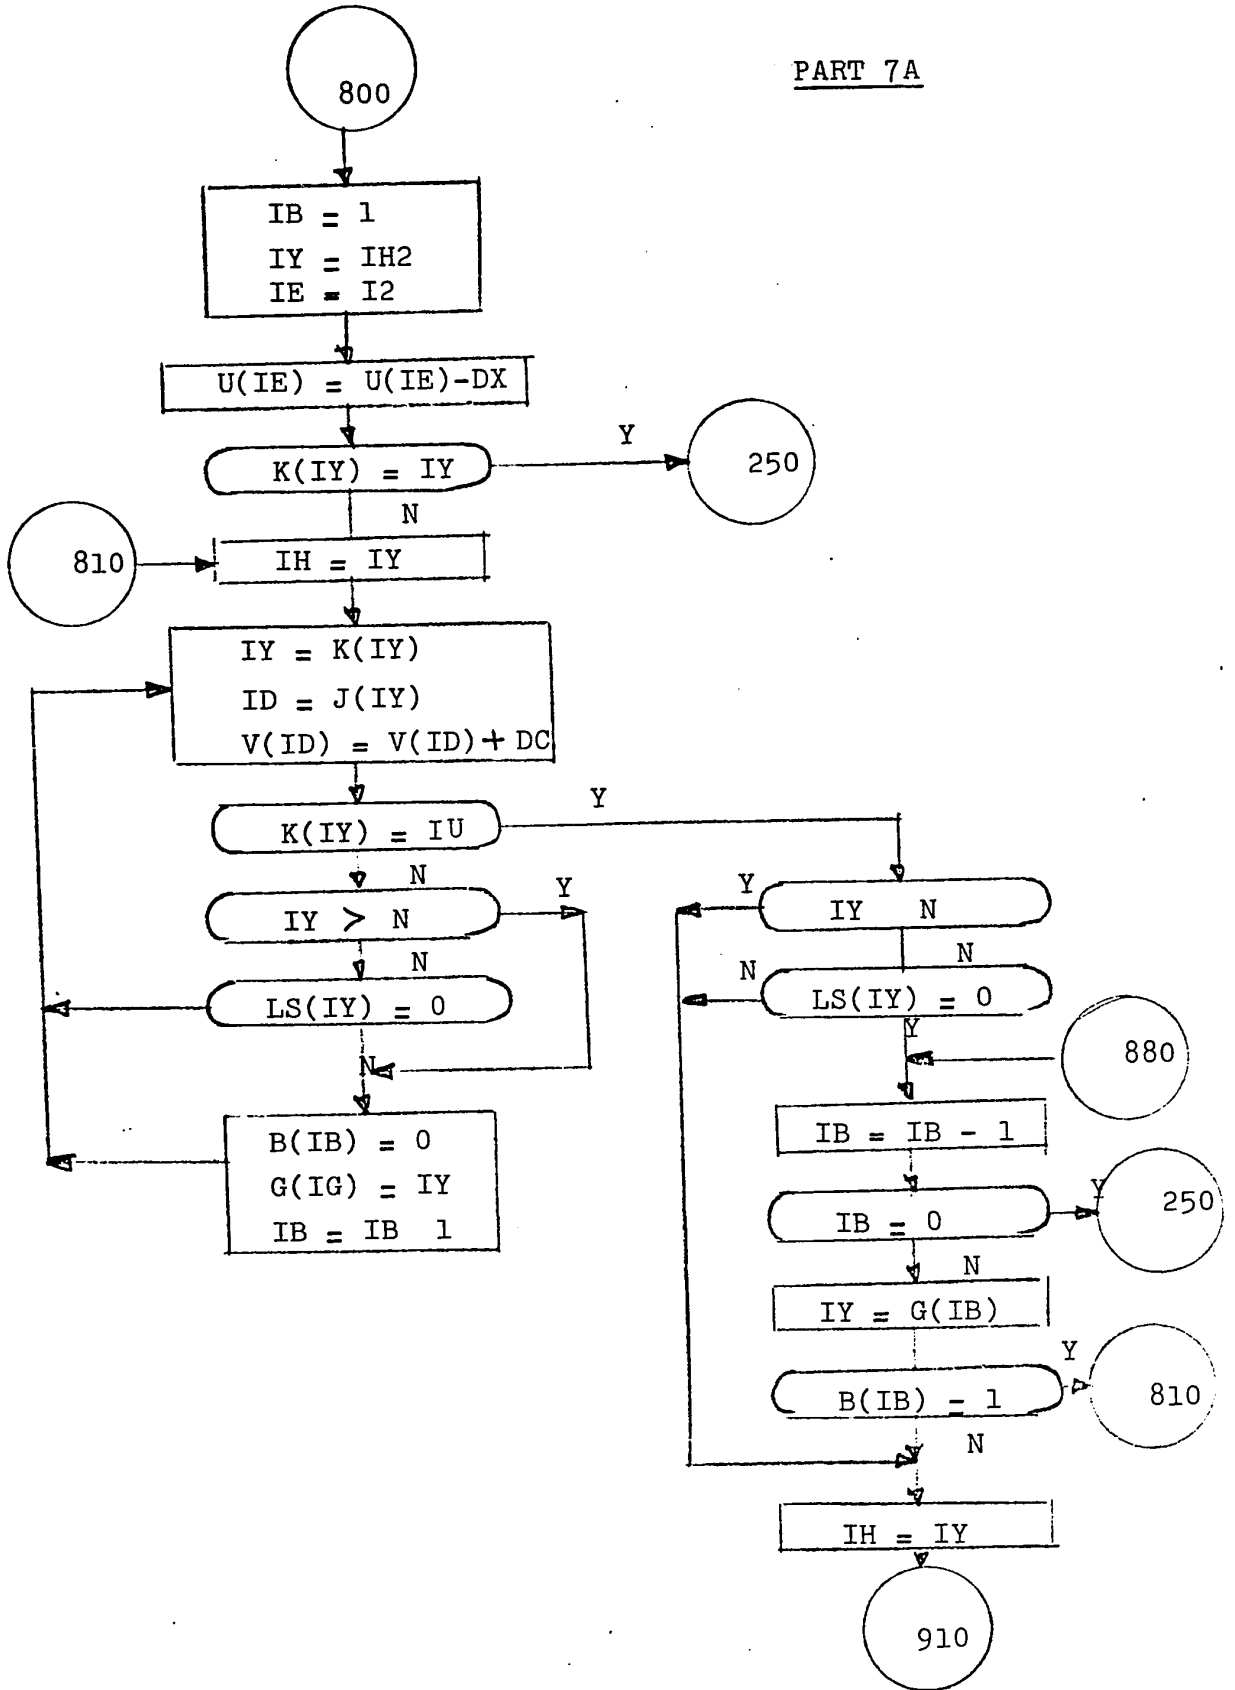 PART 7A
800
IB = 1
IY = IH2
IE = I2
U(IE) = U(IE)-DX
Y
K(IY) = IY
250
N
810
IH = IY
IY = K(IY)
ID = J(IY)
V(ID) = V(ID)+ DC
Y
K(IY) = IU
N
Y
IY > N
N
LS(IY) = 0
N
B(IB) = 0
G(IG) = IY
IB = IB 1
Y
IY N
N
N
LS(IY) = 0
Y
880
IB = IB - 1
Y
250
IB = 0
N
IY = G(IB)
Y
B(IB) = 1
810
N
IH = IY
910